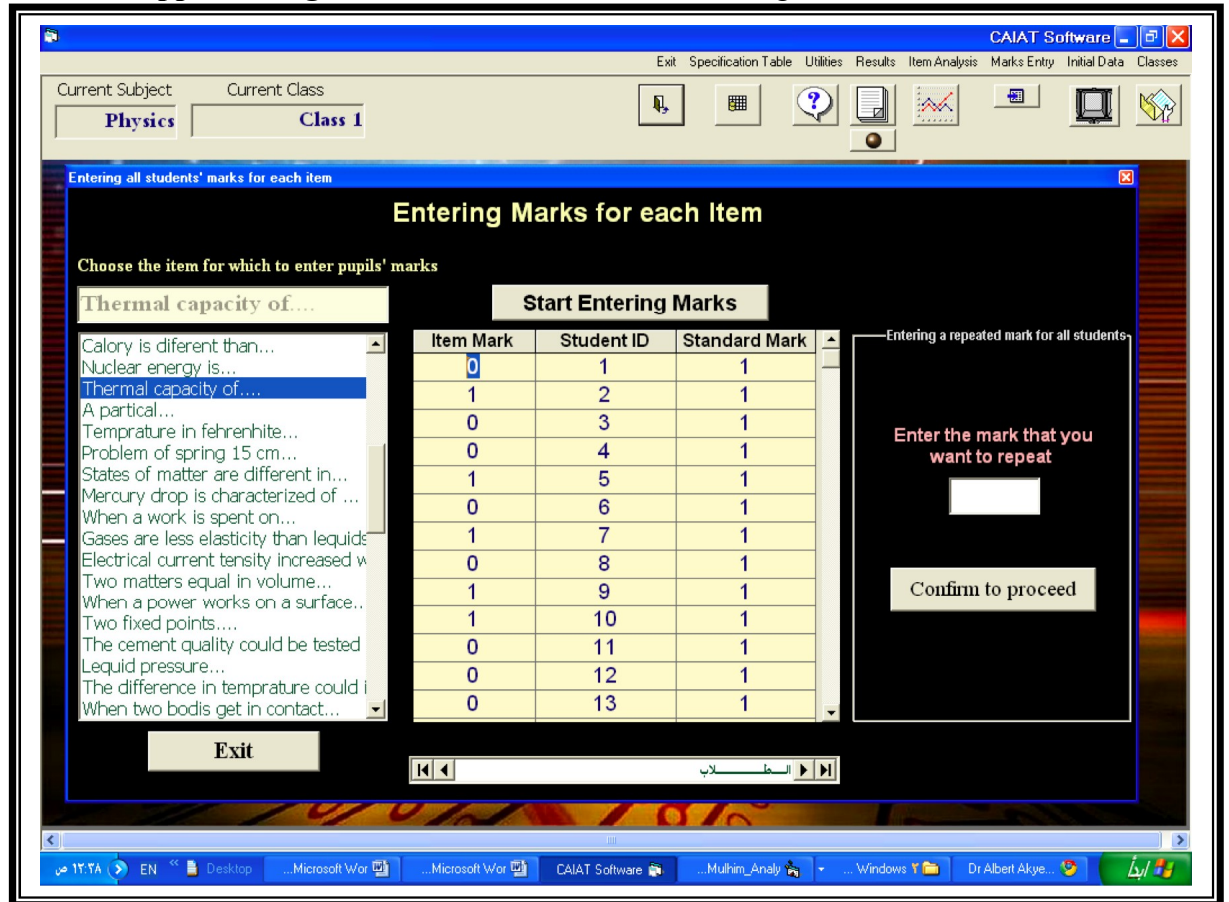 CAIAT Software
Exit Specification Table Utilities Results Item Analysis Marks Entry Initial Data Classes
Current Subject Current Class
Physics Class 1
Entering all students' marks for each item
Entering Marks for each Item
Choose the item for which to enter pupils' marks
Thermal capacity of....
Start Entering Marks
Calory is diferent than...
Nuclear energy is...
Thermal capacity of....
A partical...
Temprature in fehrenhite...
Problem of spring 15 cm...
States of matter are different in...
Mercury drop is characterized of ...
When a work is spent on...
Gases are less elasticity than lequids
Electrical current tensity increased w
Two matters equal in volume...
When a power works on a surface..
Two fixed points....
The cement quality could be tested
Lequid pressure...
The difference in temprature could i
When two bodis get in contact...
Item Mark Student ID Standard Mark
0 1 1
1 2 1
0 3 1
0 4 1
1 5 1
0 6 1
1 7 1
0 8 1
1 9 1
1 10 1
0 11 1
0 12 1
0 13 1
Entering a repeated mark for all students
Enter the mark that you
want to repeat
Confirm to proceed
Exit
الطلاب
١٢:٣٨ ص EN Desktop ...Microsoft Wor ...Microsoft Wor CAIAT Software ...Mulhim_Analy ... Windows ٢ Dr Albert Akye... ابدأ